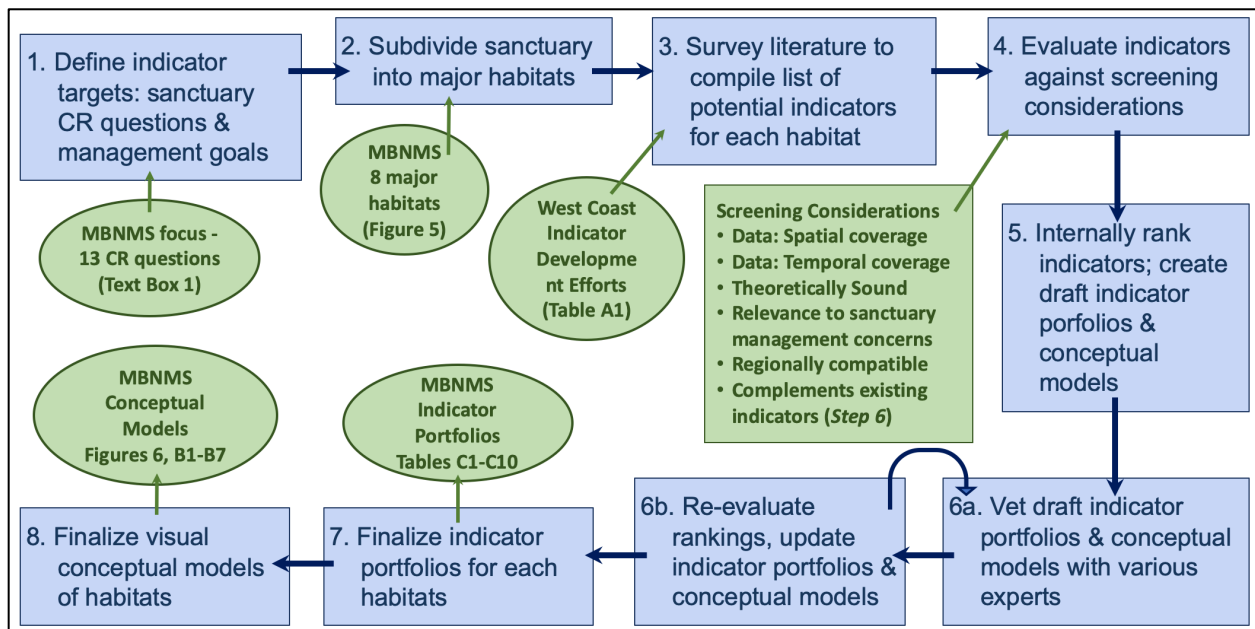 1. Define indicator
targets: sanctuary
CR questions &
management goals
2. Subdivide sanctuary
into major habitats
3. Survey literature to
compile list of
potential indicators
for each habitat
4. Evaluate indicators
against screening
considerations
MBNMS focus -
13 CR questions
(Text Box 1)
MBNMS
8 major
habitats
(Figure 5)
West Coast
Indicator
Developme
nt Efforts
(Table A1)
Screening Considerations
• Data: Spatial coverage
• Data: Temporal coverage
• Theoretically Sound
• Relevance to sanctuary
management concerns
• Regionally compatible
• Complements existing
indicators (Step 6)
5. Internally rank
indicators; create
draft indicator
porfolios &
conceptual
models
6a. Vet draft indicator
portfolios & conceptual
models with various
experts
6b. Re-evaluate
rankings, update
indicator portfolios &
conceptual models
7. Finalize indicator
portfolios for each
habitats
MBNMS
Indicator
Portfolios
Tables C1-C10
8. Finalize visual
conceptual models
of habitats
MBNMS
Conceptual
Models
Figures 6, B1-B7